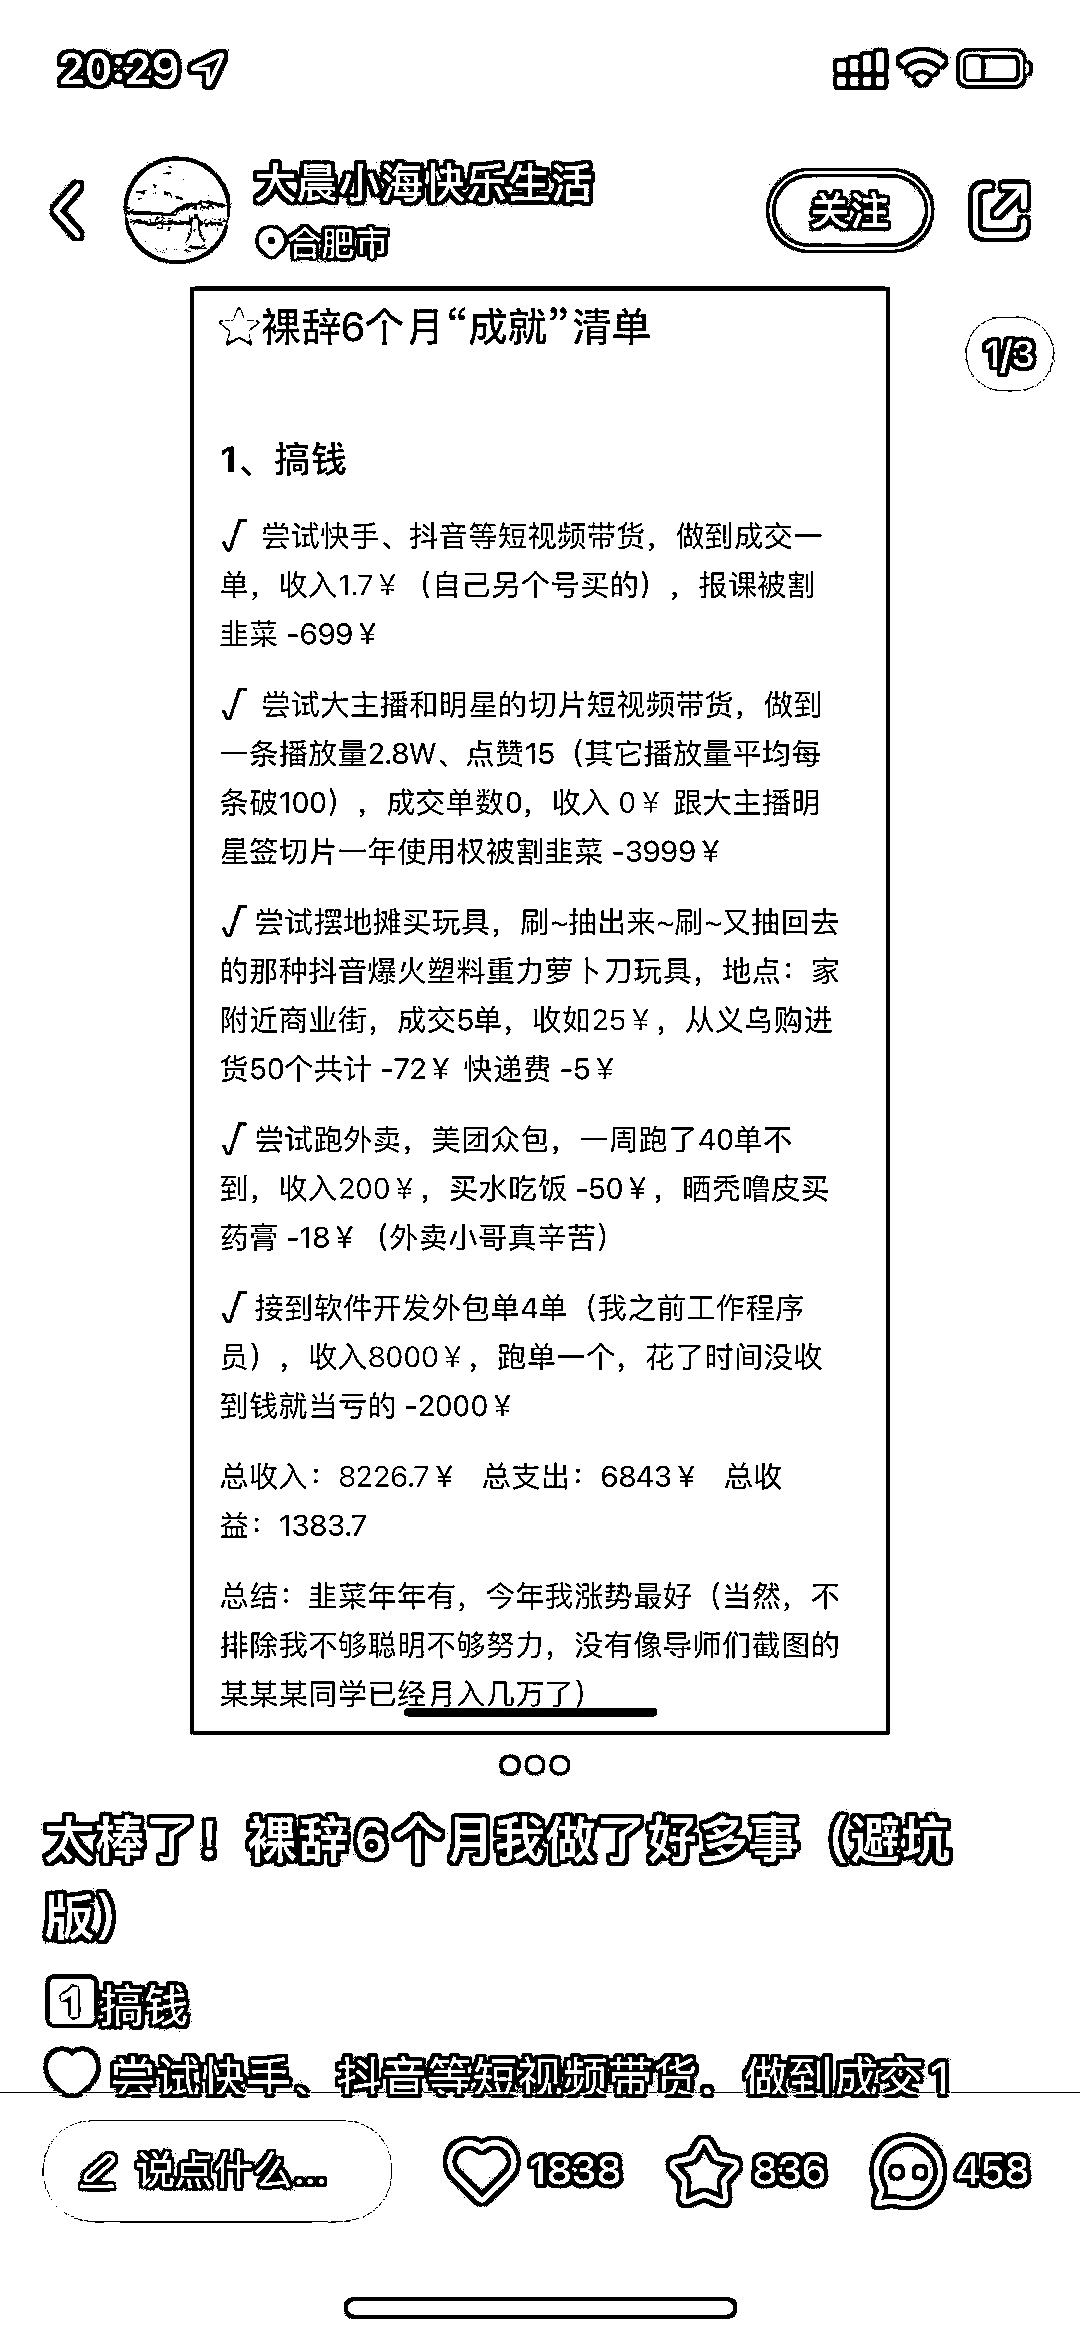 20:29
大晨小海快乐生活
合肥市
关注
☆裸辞6个月“成就”清单
1/3
1、搞钱
√ 尝试快手、抖音等短视频带货，做到成交一
单，收入1.7¥（自己另个号买的），报课被割
韭菜 -699¥
√ 尝试大主播和明星的切片短视频带货，做到
一条播放量2.8W、点赞15（其它播放量平均每
条破100），成交单数0，收入 0¥ 跟大主播明
星签切片一年使用权被割韭菜 -3999¥
√ 尝试摆地摊买玩具，刷~抽出来~刷~又抽回去
的那种抖音爆火塑料重力萝卜刀玩具，地点：家
附近商业街，成交5单，收如25¥，从义乌购进
货50个共计 -72¥ 快递费 -5¥
√ 尝试跑外卖，美团众包，一周跑了40单不
到，收入200¥，买水吃饭 -50¥，晒秃噜皮买
药膏 -18¥（外卖小哥真辛苦）
√ 接到软件开发外包单4单（我之前工作程序
员），收入8000¥，跑单一个，花了时间没收
到钱就当亏的 -2000¥
总收入：8226.7¥ 总支出：6843¥ 总收
益：1383.7
总结：韭菜年年有，今年我涨势最好（当然，不
排除我不够聪明不够努力，没有像导师们截图的
某某某同学已经月入几万了）
太棒了！裸辞6个月我做了好多事（避坑
版）
1搞钱
尝试快手、抖音等短视频带货。做到成交1
说点什么...
1838
836
458